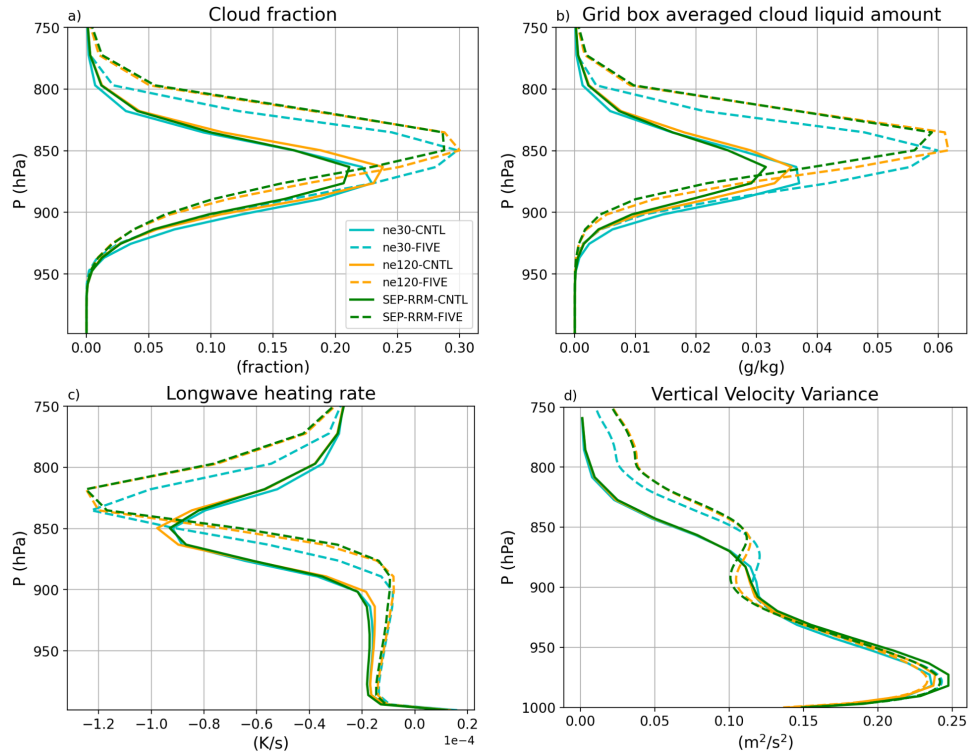 a) Cloud fraction
750
800
850
900
950
P (hPa)
0.00 0.05 0.10 0.15 0.20 0.25 0.30
(fraction)
ne30-CNTL
ne30-FIVE
ne120-CNTL
ne120-FIVE
SEP-RRM-CNTL
SEP-RRM-FIVE
b) Grid box averaged cloud liquid amount
750
800
850
900
950
P (hPa)
0.00 0.01 0.02 0.03 0.04 0.05 0.06
(g/kg)
c) Longwave heating rate
750
800
850
900
950
P (hPa)
−1.2 −1.0 −0.8 −0.6 −0.4 −0.2 0.0 0.2
(K/s) 1e−4
d) Vertical Velocity Variance
750
800
850
900
950
1000
P (hPa)
0.00 0.05 0.10 0.15 0.20 0.25
(m²/s²)